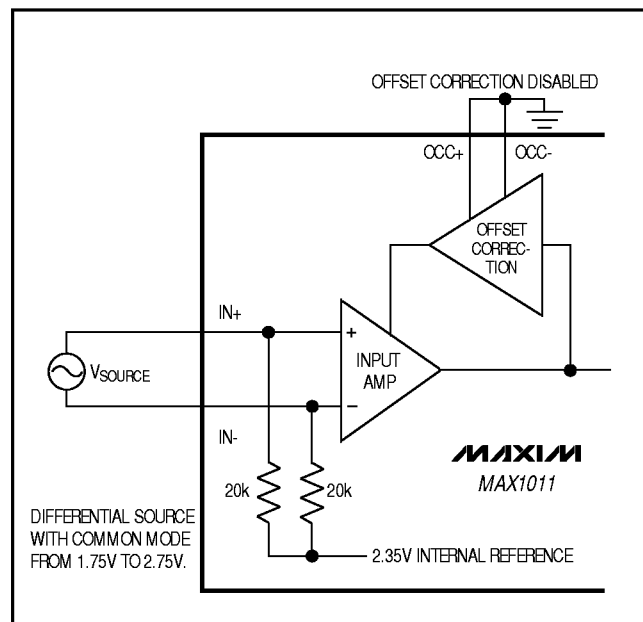 OFFSET CORRECTION DISABLED
OCC+
OCC-
OFFSET
CORREC-
TION
IN+
+
INPUT
AMP
VSOURCE
−
IN-
MAXIM
MAX1011
20k
20k
DIFFERENTIAL SOURCE
WITH COMMON MODE
FROM 1.75V TO 2.75V.
2.35V INTERNAL REFERENCE